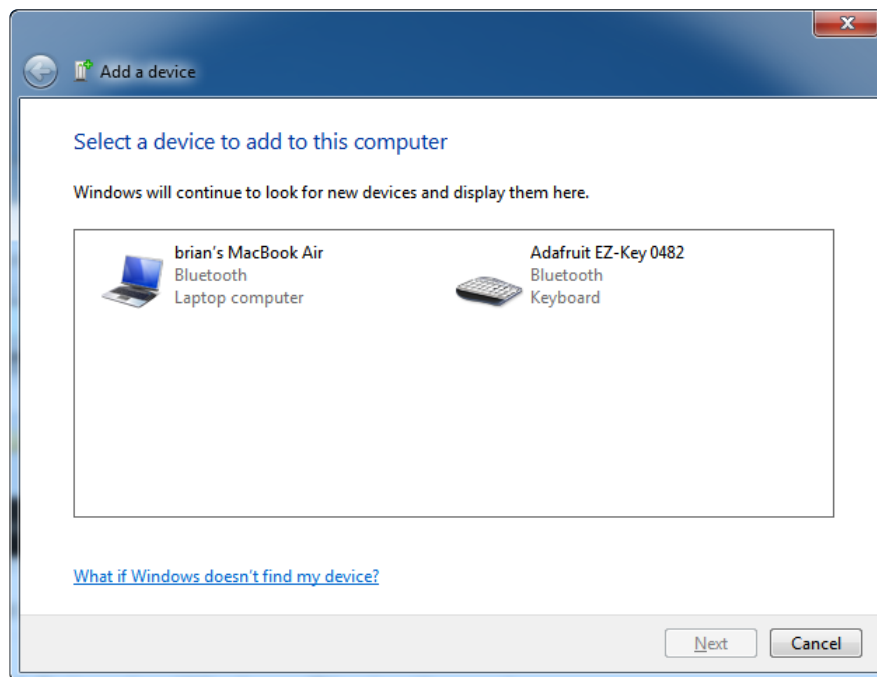 Add a device
Select a device to add to this computer
Windows will continue to look for new devices and display them here.
brian's MacBook Air
Bluetooth
Laptop computer
Adafruit EZ-Key 0482
Bluetooth
Keyboard
What if Windows doesn't find my device?
Next
Cancel